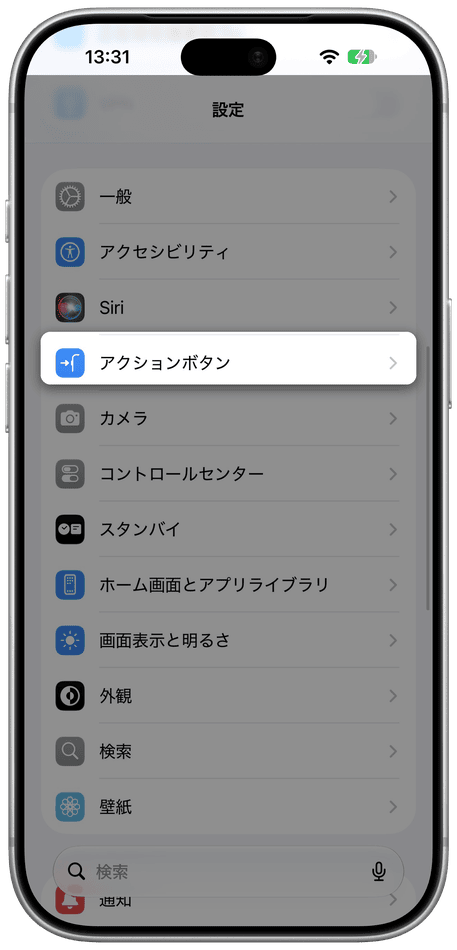 13:31
設定
一般
アクセシビリティ
Siri
アクションボタン
カメラ
コントロールセンター
スタンバイ
ホーム画面とアプリライブラリ
画面表示と明るさ
外観
検索
壁紙
検索
通知